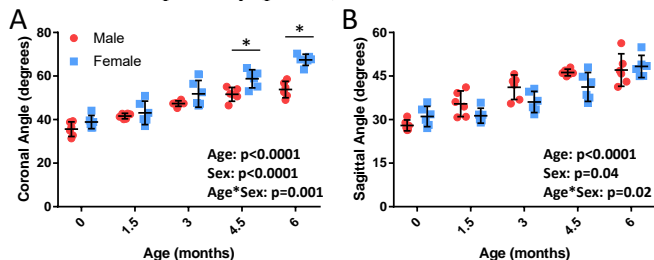 A
Male
Female
Coronal Angle (degrees)
80
60
40
20
0
*
*
Age: p<0.0001
Sex: p<0.0001
Age*Sex: p=0.001
0
1.5
3
4.5
6
Age (months)
B
Sagittal Angle (degrees)
60
45
30
15
0
Age: p<0.0001
Sex: p=0.04
Age*Sex: p=0.02
0
1.5
3
4.5
6
Age (months)